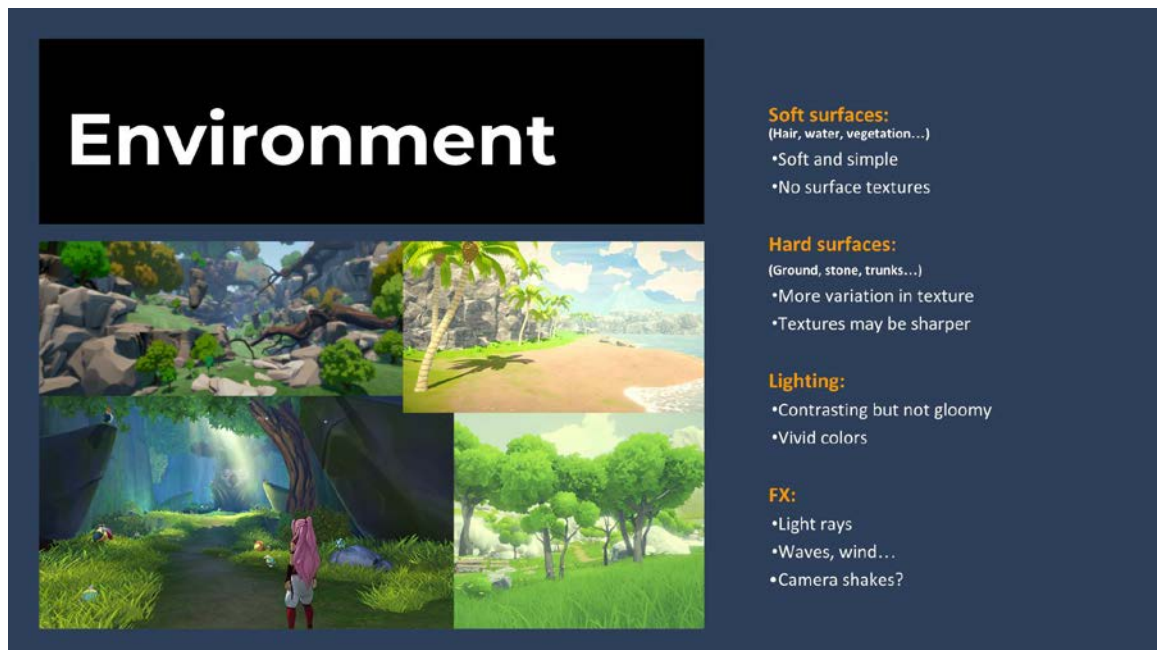 Environment
Soft surfaces:
(Hair, water, vegetation...)
•Soft and simple
•No surface textures
Hard surfaces:
(Ground, stone, trunks...)
•More variation in texture
•Textures may be sharper
Lighting:
•Contrasting but not gloomy
•Vivid colors
FX:
•Light rays
•Waves, wind...
•Camera shakes?